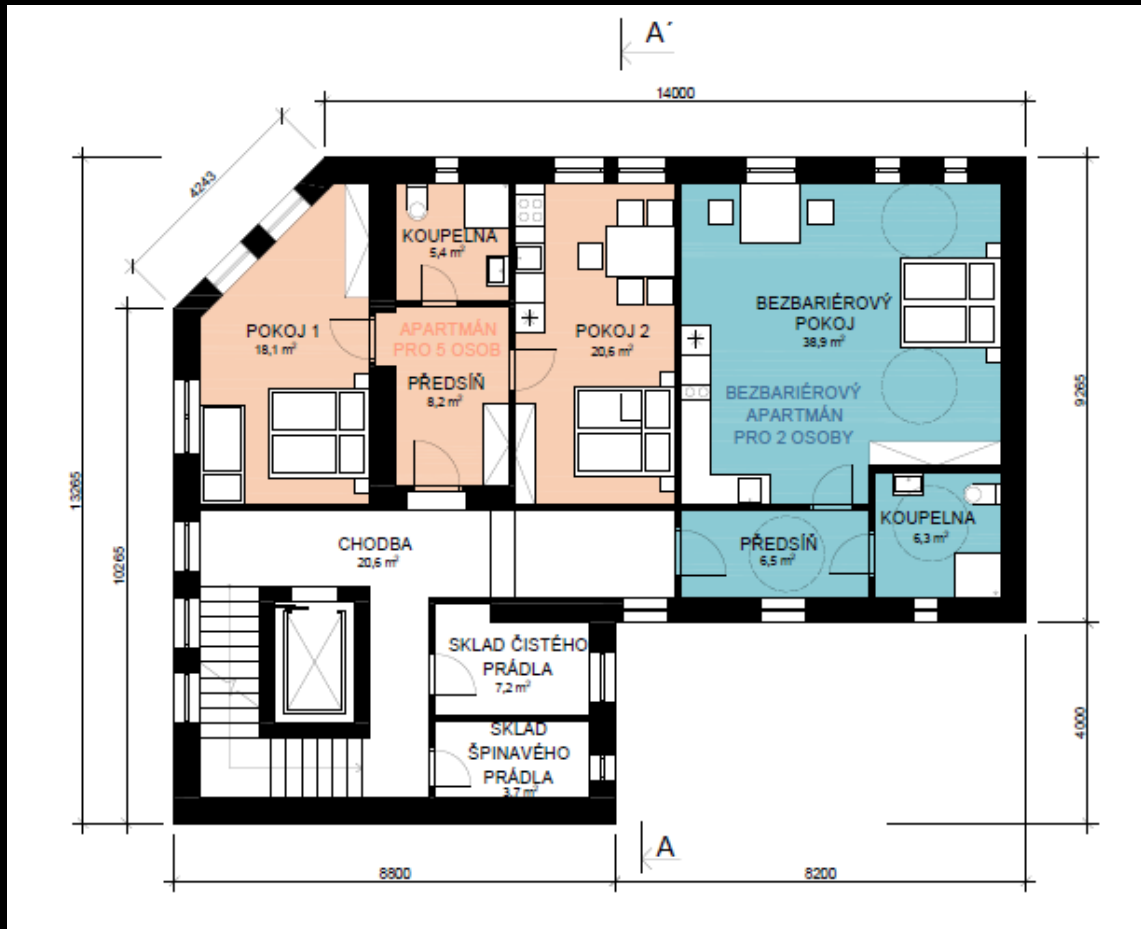 A´
14000
4243
KOUPELNA
5,4 m²
POKOJ 1
18,1 m²
APARTMÁN
PRO 5 OSOB
PŘEDSÍŇ
8,2 m²
POKOJ 2
20,6 m²
BEZBARIÉROVÝ
POKOJ
38,9 m²
BEZBARIÉROVÝ
APARTMÁN
PRO 2 OSOBY
9265
13265
10265
CHODBA
20,6 m²
PŘEDSÍŇ
6,5 m²
KOUPELNA
6,3 m²
SKLAD ČISTÉHO
PRÁDLA
7,2 m²
SKLAD
ŠPINAVÉHO
PRÁDLA
3,7 m²
4000
A
8800
8200